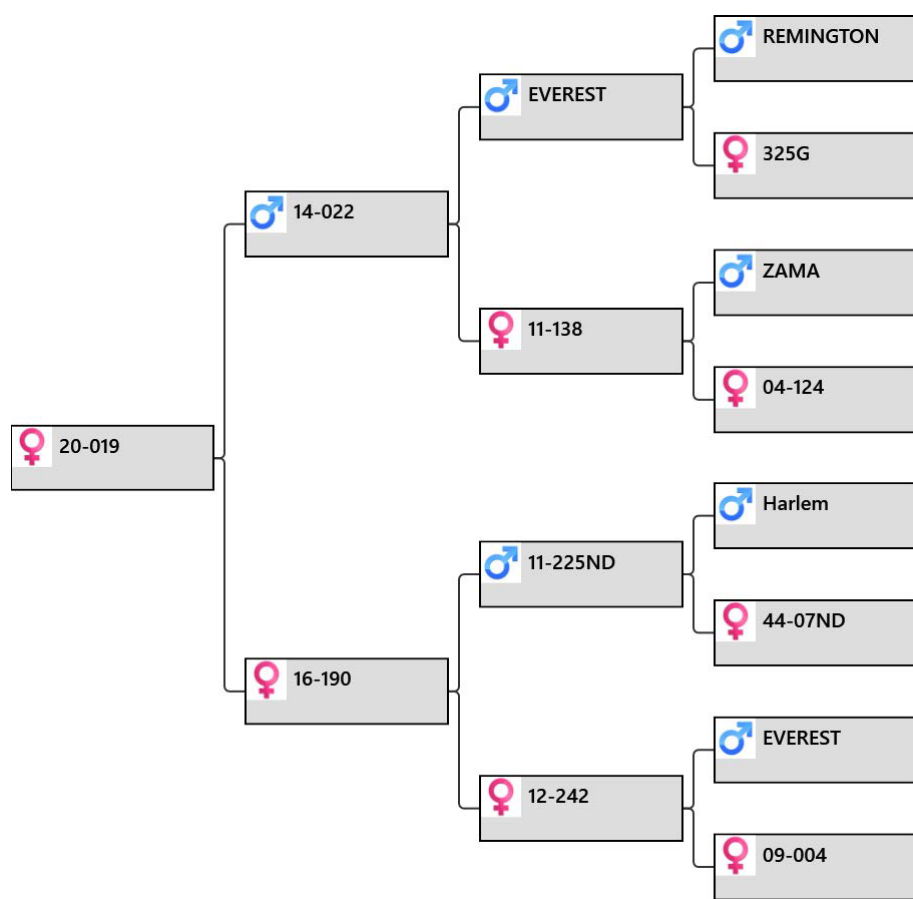 REMINGTON
EVEREST
325G
14-022
ZAMA
11-138
04-124
20-019
Harlem
11-225ND
44-07ND
16-190
EVEREST
12-242
09-004